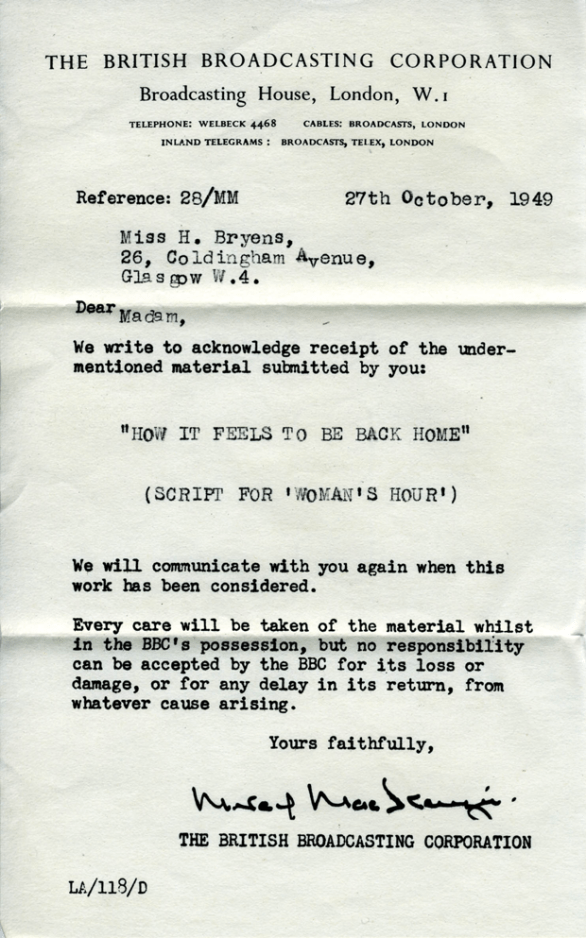 THE BRITISH BROADCASTING CORPORATION
Broadcasting House, London, W.1
TELEPHONE: WELBECK 4468 CABLES: BROADCASTS, LONDON
INLAND TELEGRAMS: BROADCASTS, TELEX, LONDON
Reference: 28/MM 27th October, 1949
Miss H. Bryens,
26, Coldingham Avenue,
Glasgow W.4.
Dear Madam,
We write to acknowledge receipt of the under-
mentioned material submitted by you:
"HOW IT FEELS TO BE BACK HOME"
(SCRIPT FOR 'WOMAN'S HOUR')
We will communicate with you again when this
work has been considered.
Every care will be taken of the material whilst
in the BBC's possession, but no responsibility
can be accepted by the BBC for its loss or
damage, or for any delay in its return, from
whatever cause arising.
Yours faithfully,
THE BRITISH BROADCASTING CORPORATION
LA/118/D